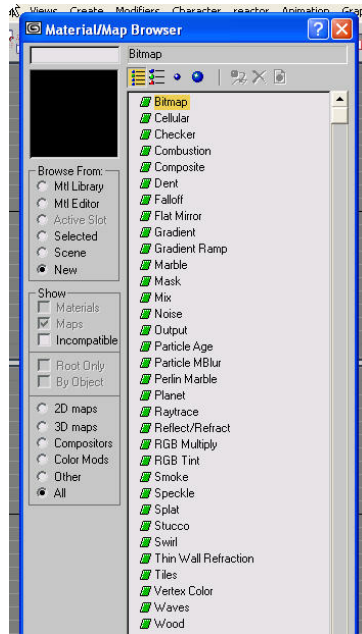 Views Create Modifiers Character reactor Animation
Material/Map Browser
Bitmap
Browse From:
Mtl Library
Mtl Editor
Active Slot
Selected
Scene
New
Show
Materials
Maps
Incompatible
Root Only
By Object
2D maps
3D maps
Compositors
Color Mods
Other
All
Bitmap
Cellular
Checker
Combustion
Composite
Dent
Falloff
Flat Mirror
Gradient
Gradient Ramp
Marble
Mask
Mix
Noise
Output
Particle Age
Particle MBlur
Perlin Marble
Planet
Raytrace
Reflect/Refract
RGB Multiply
RGB Tint
Smoke
Speckle
Splat
Stucco
Swirl
Thin Wall Refraction
Tiles
Vertex Color
Waves
Wood